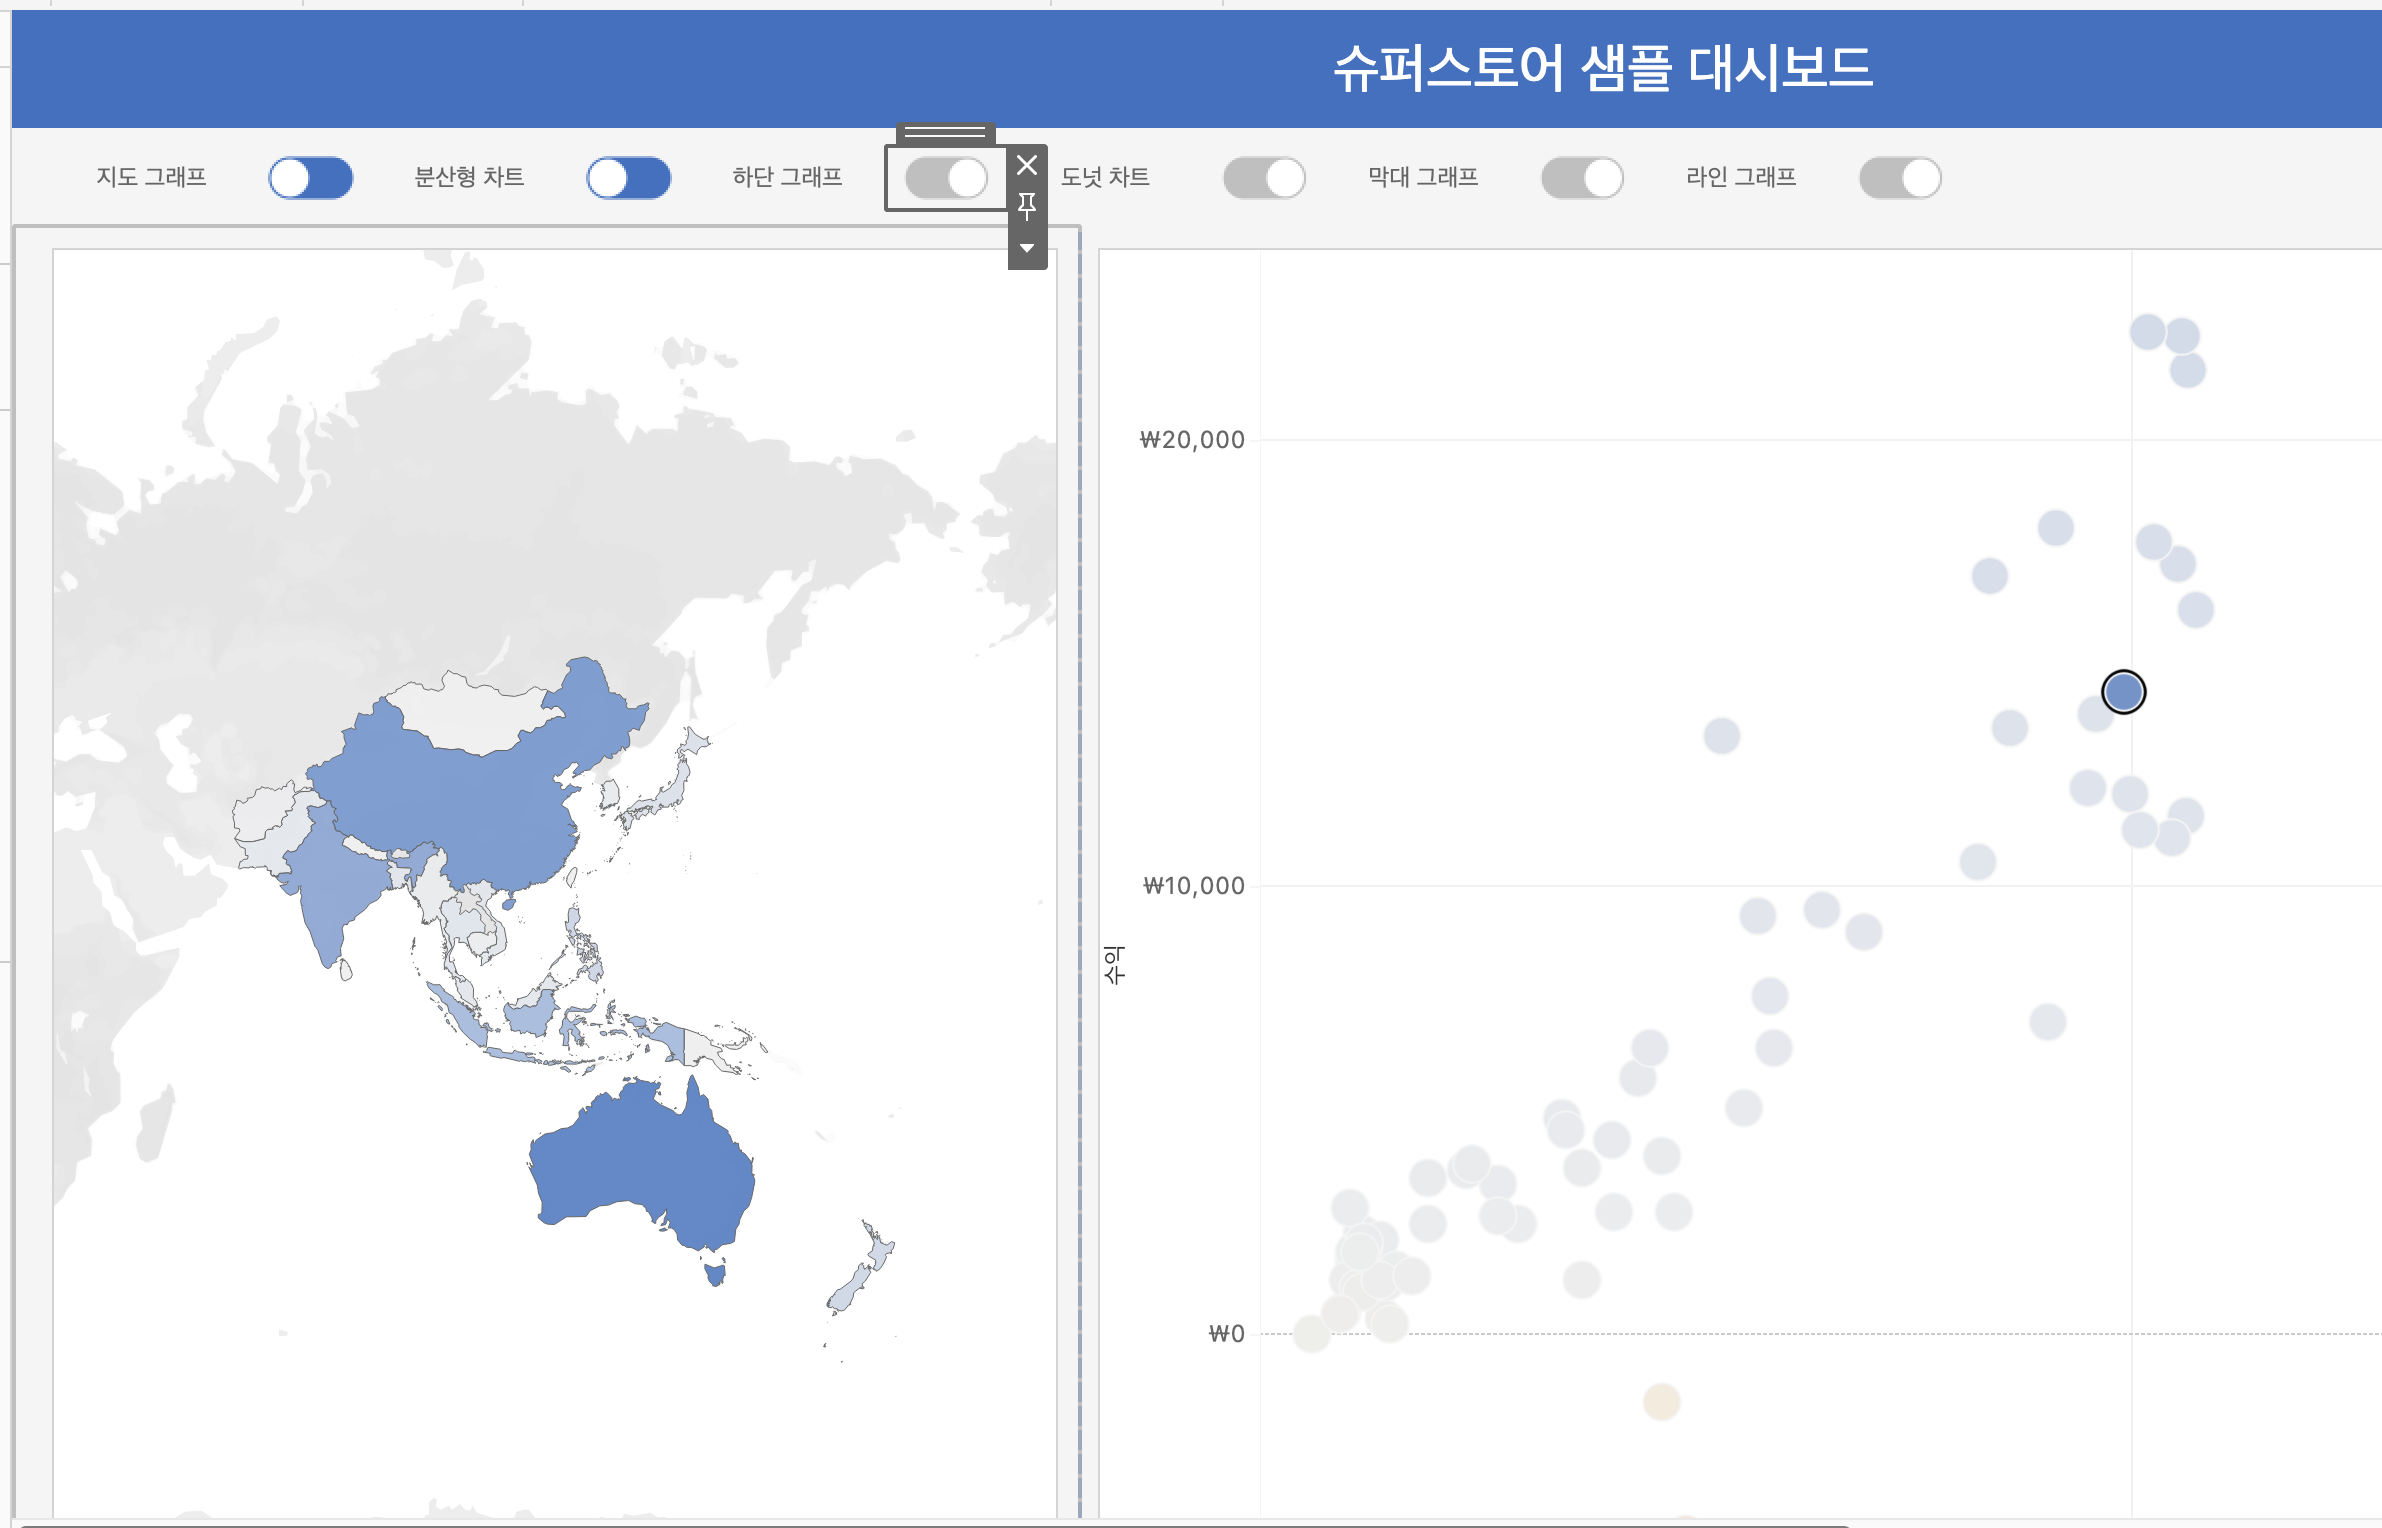 슈퍼스토어 샘플 대시보드
지도 그래프
분산형 차트
하단 그래프
도넛 차트
막대 그래프
라인 그래프
₩20,000
₩10,000
수익
₩0